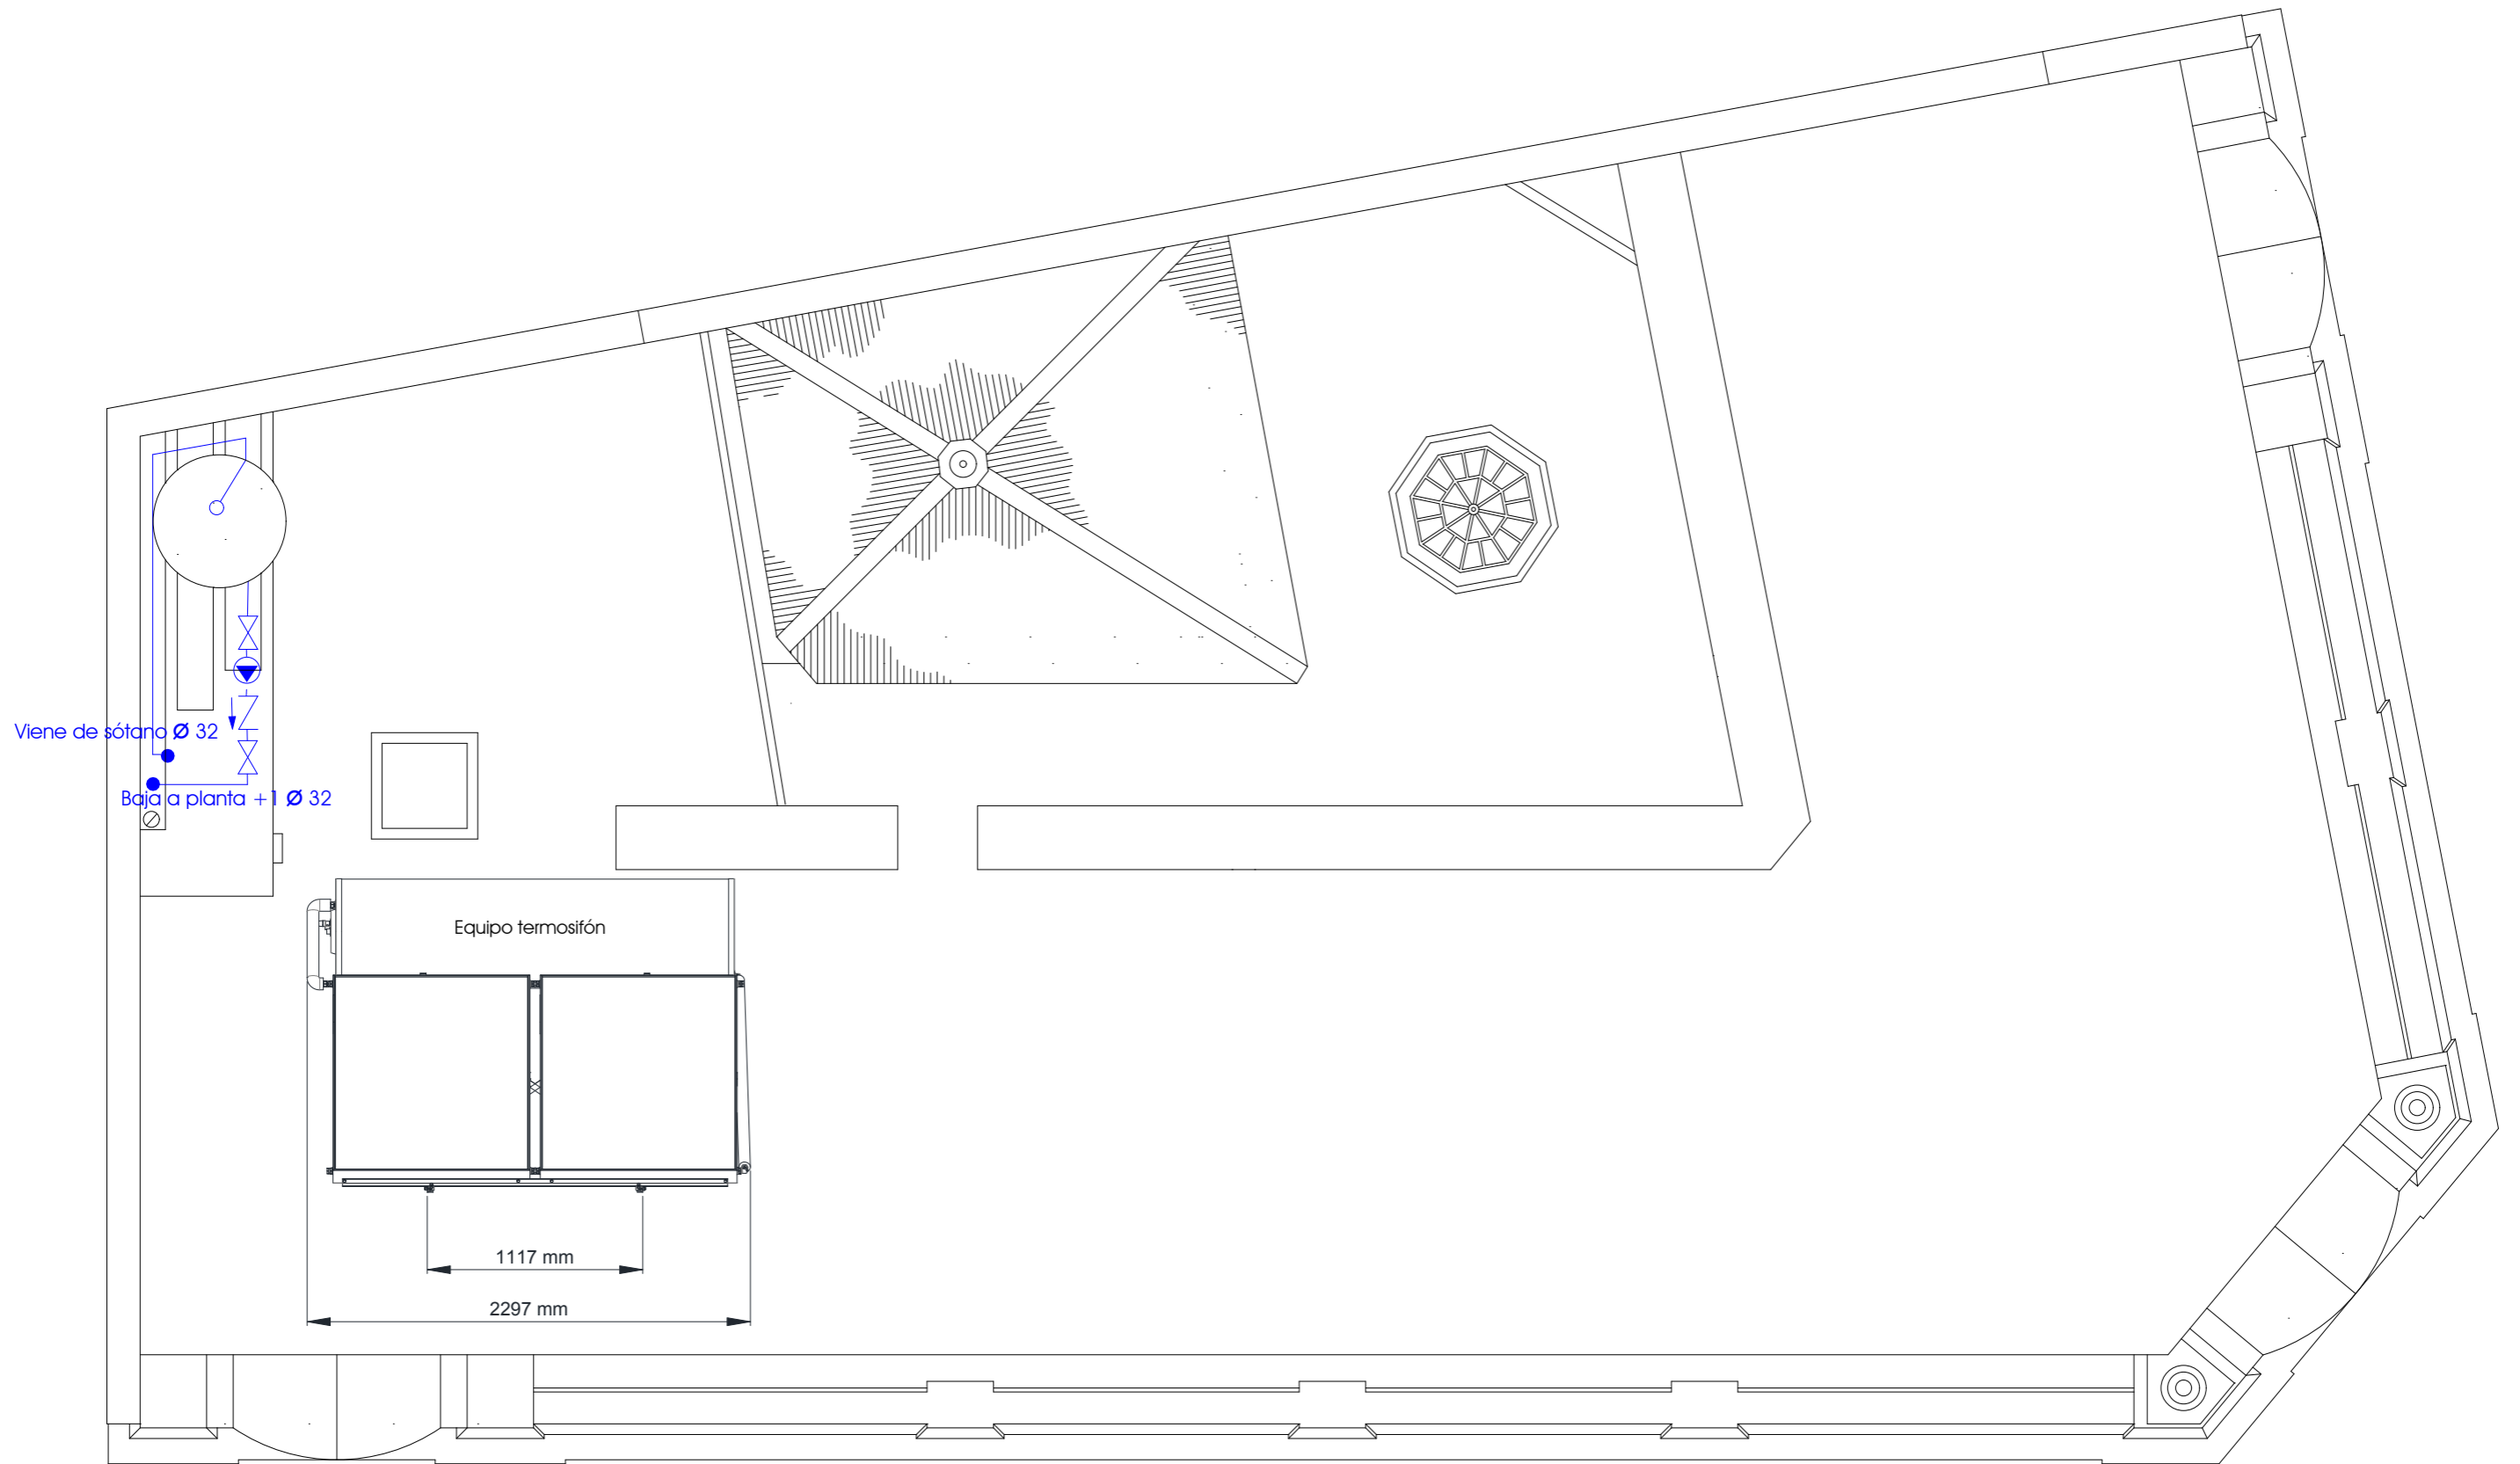 Viene de sótano Ø 32
Baja a planta +1 Ø 32
Equipo termosifón
1117 mm
2297 mm